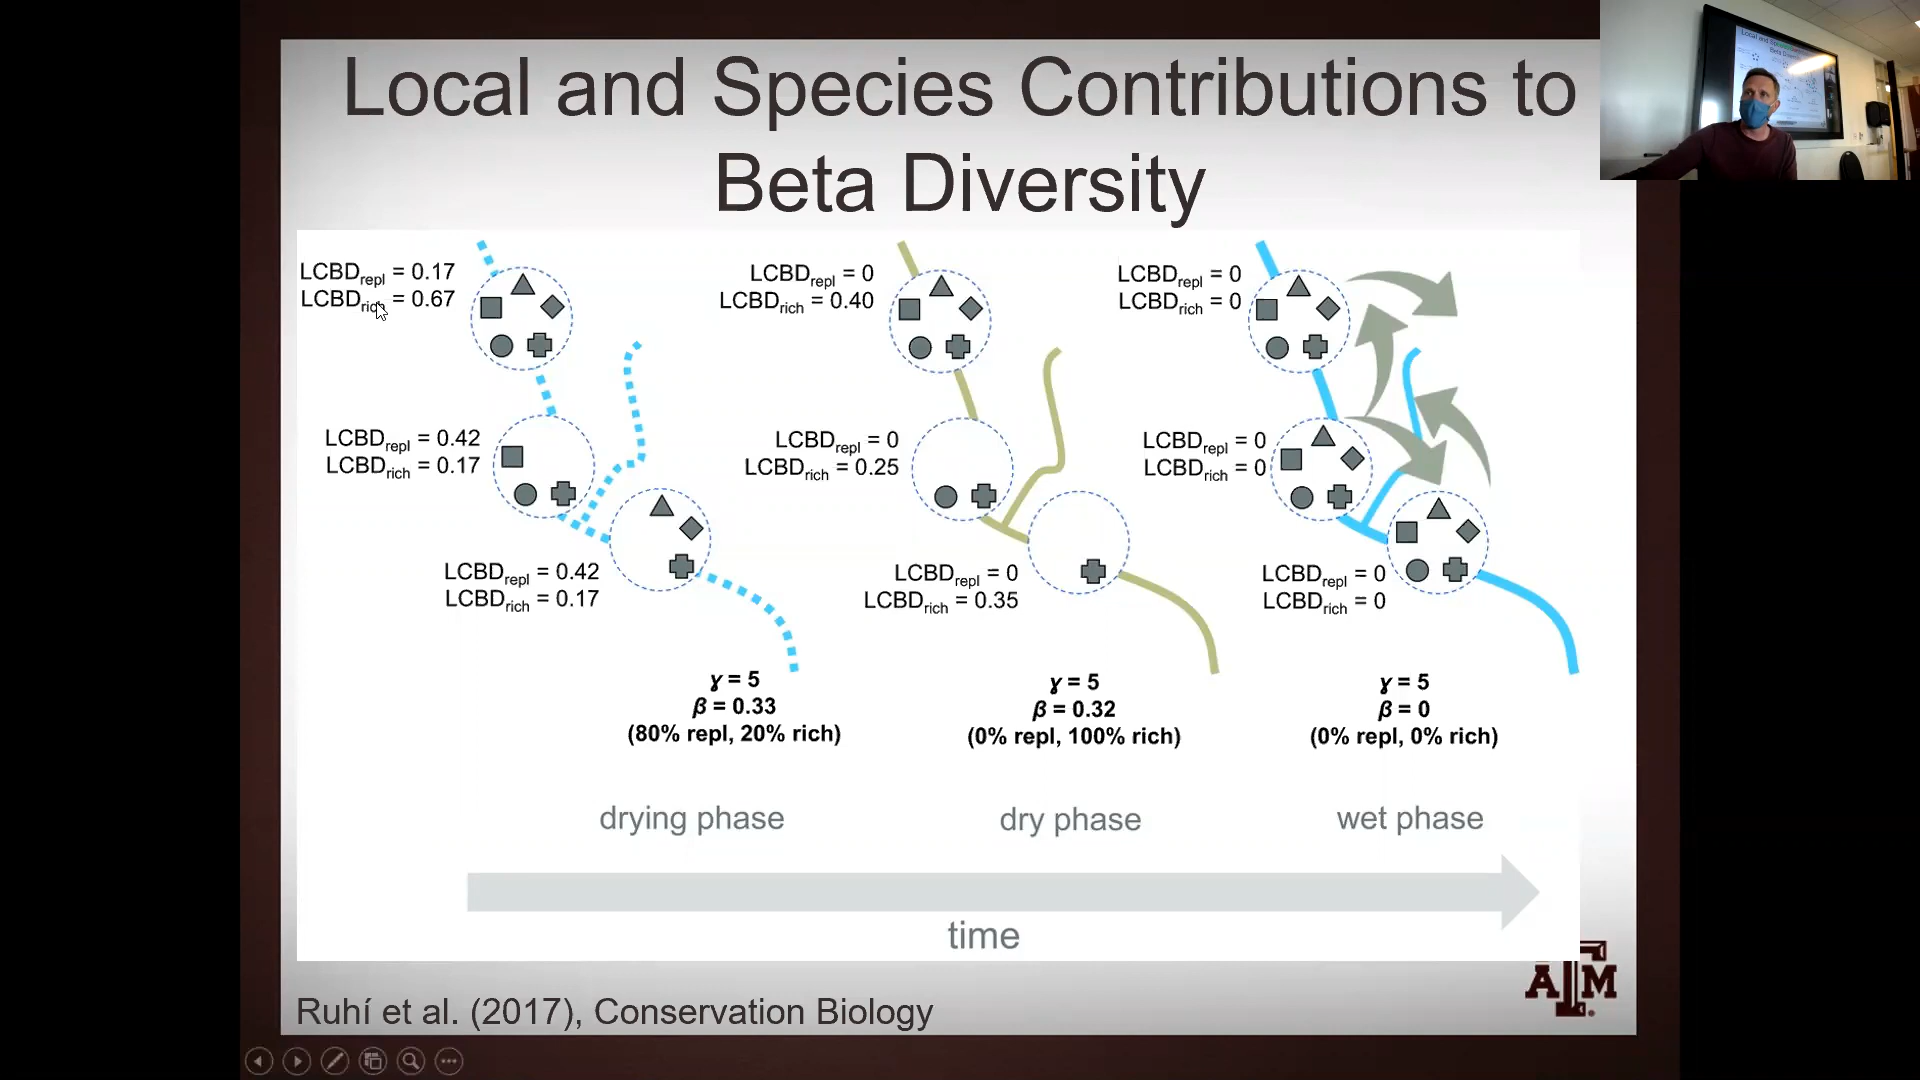 Local and Species Contributions to
Beta Diversity
LCBDrepl = 0.17
LCBDrich = 0.67
LCBDrepl = 0
LCBDrich = 0.40
LCBDrepl = 0
LCBDrich = 0
LCBDrepl = 0.42
LCBDrich = 0.17
LCBDrepl = 0
LCBDrich = 0.25
LCBDrepl = 0
LCBDrich = 0
LCBDrepl = 0.42
LCBDrich = 0.17
LCBDrepl = 0
LCBDrich = 0.35
LCBDrepl = 0
LCBDrich = 0
ɣ = 5
β = 0.33
(80% repl, 20% rich)
ɣ = 5
β = 0.32
(0% repl, 100% rich)
ɣ = 5
β = 0
(0% repl, 0% rich)
drying phase
dry phase
wet phase
time
Ruhí et al. (2017), Conservation Biology
ATM